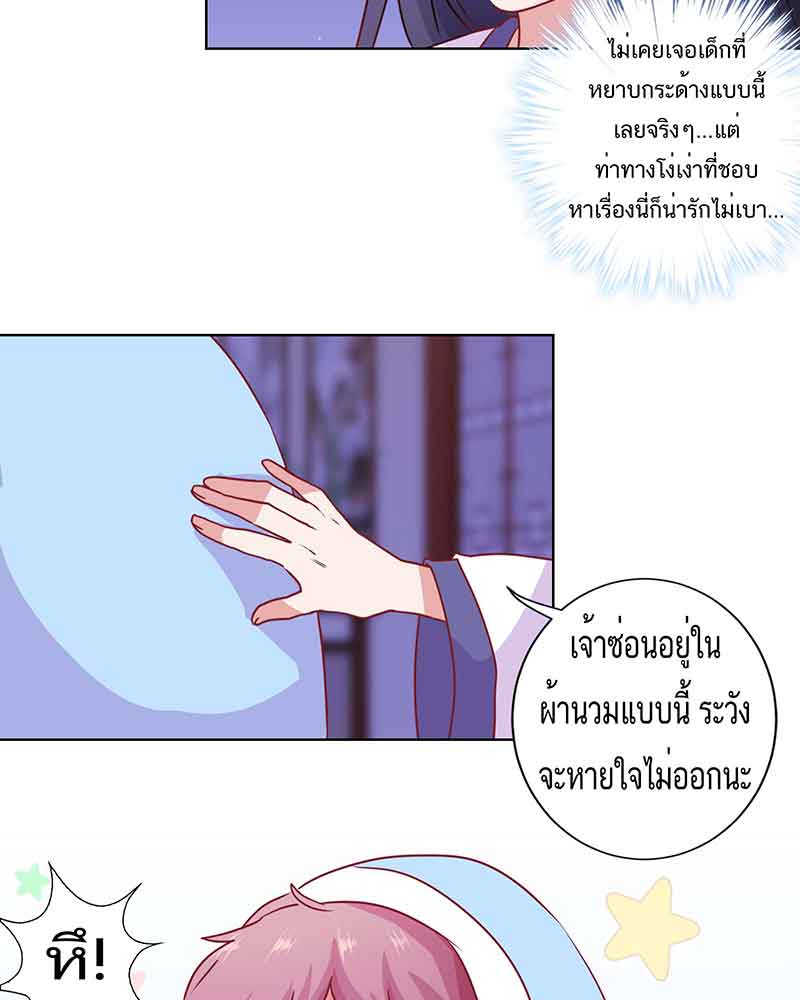 ไม่เคยเจอเด็กที่
หยาบกระด้างแบบนี้
เลยจริงๆ...แต่
ท่าทางโง่เง่าที่ชอบ
หาเรื่องนี่ก็น่ารักไม่เบา...
เจ้าซ่อนอยู่ใน
ผ้านวมแบบนี้ ระวัง
จะหายใจไม่ออกนะ
หึ!